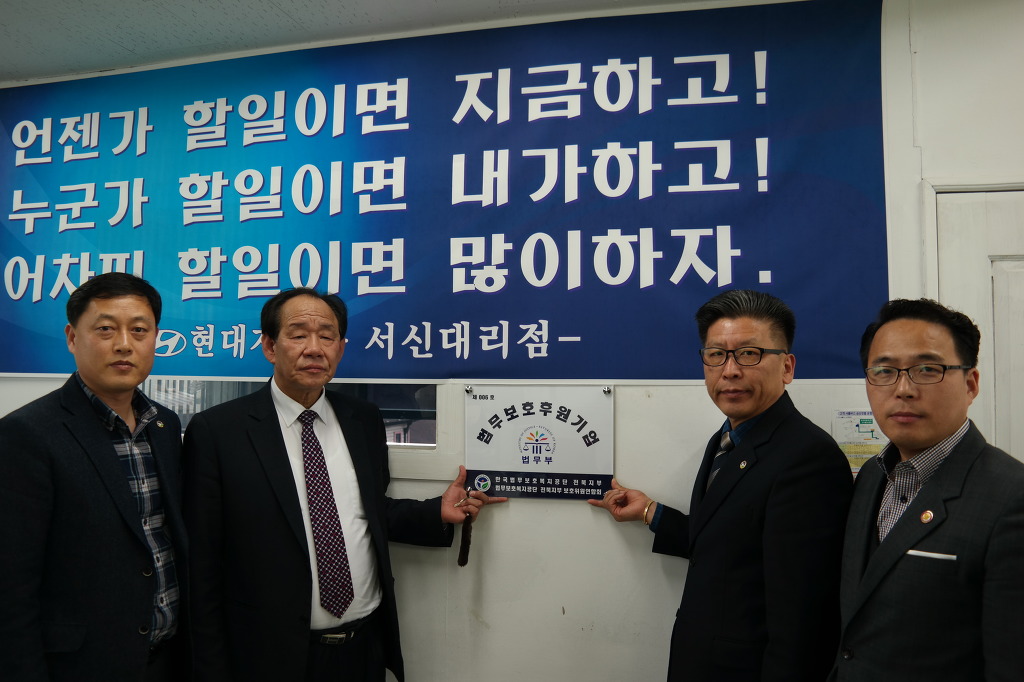 언젠가 할일이면 지금하고!
누군가 할일이면 내가하고!
어차피 할일이면 많이하자.
현대 - 서신대리점 -
제 806 호
법무보호후원기업
법무부
한국법무보호복지공단 전북지부
법무보호복지공단 전북지부 보호위원연합회